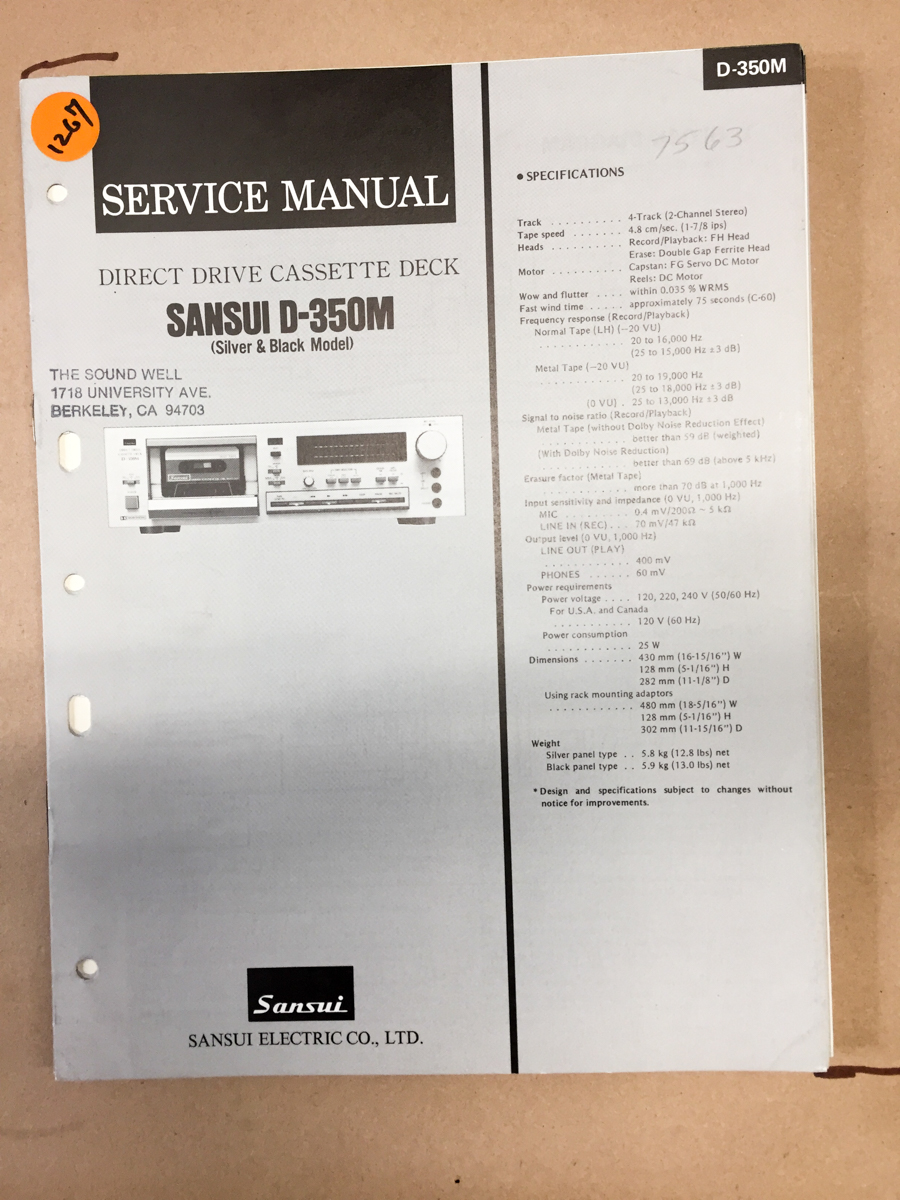 1267
SERVICE MANUAL
DIRECT DRIVE CASSETTE DECK
SANSUI D-350M
(Silver & Black Model)
THE SOUND WELL
1718 UNIVERSITY AVE.
BERKELEY, CA 94703
Sansui
SANSUI ELECTRIC CO., LTD.
D-350M
7563
● SPECIFICATIONS
Track . . . . . . . . . . 4-Track (2-Channel Stereo)
Tape speed . . . . . . . 4.8 cm/sec. (1-7/8 ips)
Heads . . . . . . . . . . Record/Playback: FH Head
Erase: Double Gap Ferrite Head
Motor . . . . . . . . . . Capstan: FG Servo DC Motor
Reels: DC Motor
Wow and flutter . . . . within 0.035 % WRMS
Fast wind time . . . . . approximately 75 seconds (C-60)
Frequency response (Record/Playback)
Normal Tape (LH) (−20 VU)
. . . . . . . . . . . . 20 to 16,000 Hz
(25 to 15,000 Hz ±3 dB)
Metal Tape (−20 VU)
. . . . . . . . . . . . 20 to 19,000 Hz
(25 to 18,000 Hz ±3 dB)
(0 VU) . 25 to 13,000 Hz ±3 dB
Signal to noise ratio (Record/Playback)
Metal Tape (without Dolby Noise Reduction Effect)
. . . . . . . . . . . . better than 59 dB (weighted)
(With Dolby Noise Reduction)
. . . . . . . . . . . . better than 69 dB (above 5 kHz)
Erasure factor (Metal Tape)
. . . . . . . . . . . . more than 70 dB at 1,000 Hz
Input sensitivity and impedance (0 VU, 1,000 Hz)
MIC . . . . . . . . . 0.4 mV/200Ω ~ 5 kΩ
LINE IN (REC) . . . 70 mV/47 kΩ
Output level (0 VU, 1,000 Hz)
LINE OUT (PLAY)
. . . . . . . . . . . . 400 mV
PHONES . . . . . . 60 mV
Power requirements
Power voltage . . . . 120, 220, 240 V (50/60 Hz)
For U.S.A. and Canada
. . . . . . . . . . . 120 V (60 Hz)
Power consumption
. . . . . . . . . . . . 25 W
Dimensions . . . . . . . 430 mm (16-15/16") W
128 mm (5-1/16") H
282 mm (11-1/8") D
Using rack mounting adaptors
. . . . . . . . . . . . 480 mm (18-5/16") W
128 mm (5-1/16") H
302 mm (11-15/16") D
Weight
Silver panel type . . 5.8 kg (12.8 lbs) net
Black panel type . . 5.9 kg (13.0 lbs) net
* Design and specifications subject to changes without
notice for improvements.